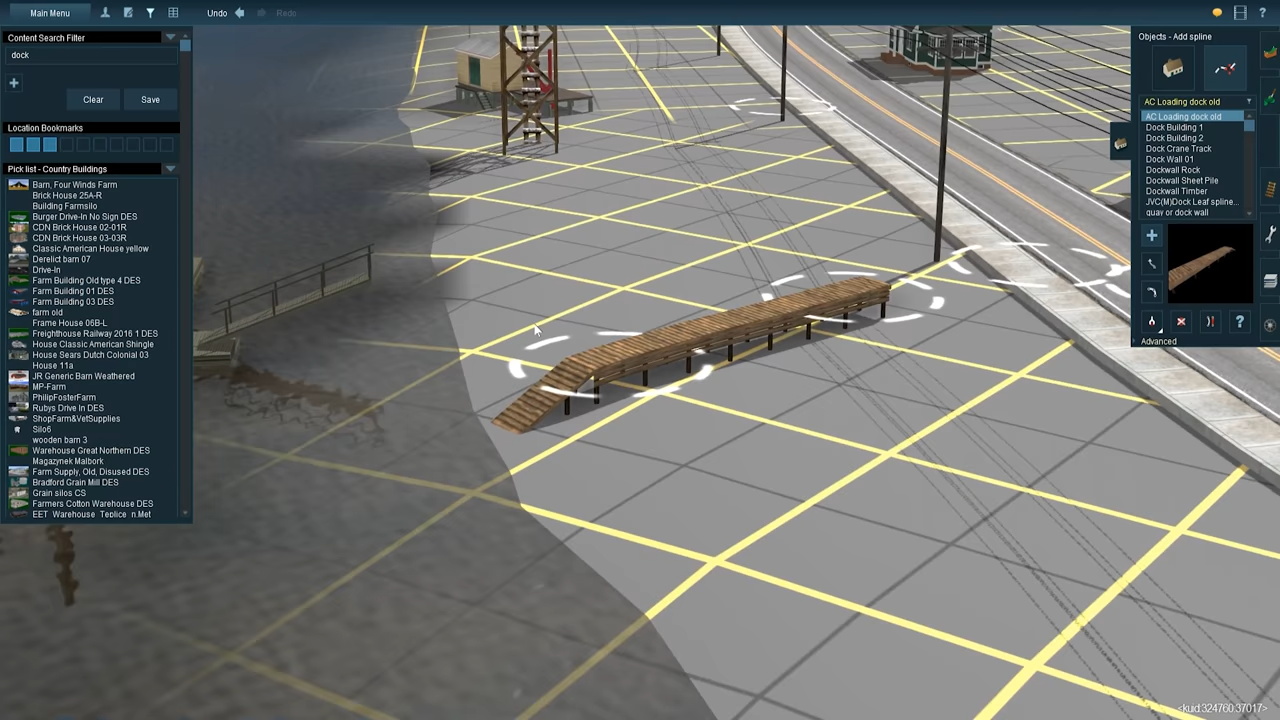 Main Menu
Undo
Redo
Content Search Filter
dock
Clear
Save
Location Bookmarks
Pick list - Country Buildings
Barn, Four Winds Farm
Brick House 25A-R
Building Farmsilo
Burger Drive-In No Sign DES
CDN Brick House 02-01R
CDN Brick House 03-03R
Classic American House yellow
Derelict barn 07
Drive-In
Farm Building Old type 4 DES
Farm Building 01 DES
Farm Building 03 DES
farm old
Frame House 06B-L
Freighthouse Railway 2016 1 DES
House Classic American Shingle
House Sears Dutch Colonial 03
House 11a
JR Generic Barn Weathered
MP-Farm
PhilipFosterFarm
Rubys Drive In DES
ShopFarm&VetSupplies
Silo6
wooden barn 3
Warehouse Great Northern DES
Magazynek Malbork
Farm Supply, Old, Disused DES
Bradford Grain Mill DES
Grain silos CS
Farmers Cotton Warehouse DES
EET_Warehouse_Teplice_n.Met
?
Objects - Add spline
AC Loading dock old
AC Loading dock old
Dock Building 1
Dock Building 2
Dock Crane Track
Dock Wall 01
Dockwall Rock
Dockwall Sheet Pile
Dockwall Timber
JVC(M)Dock Leaf spline...
quay or dock wall
?
Advanced
<kuid:324760:37017>